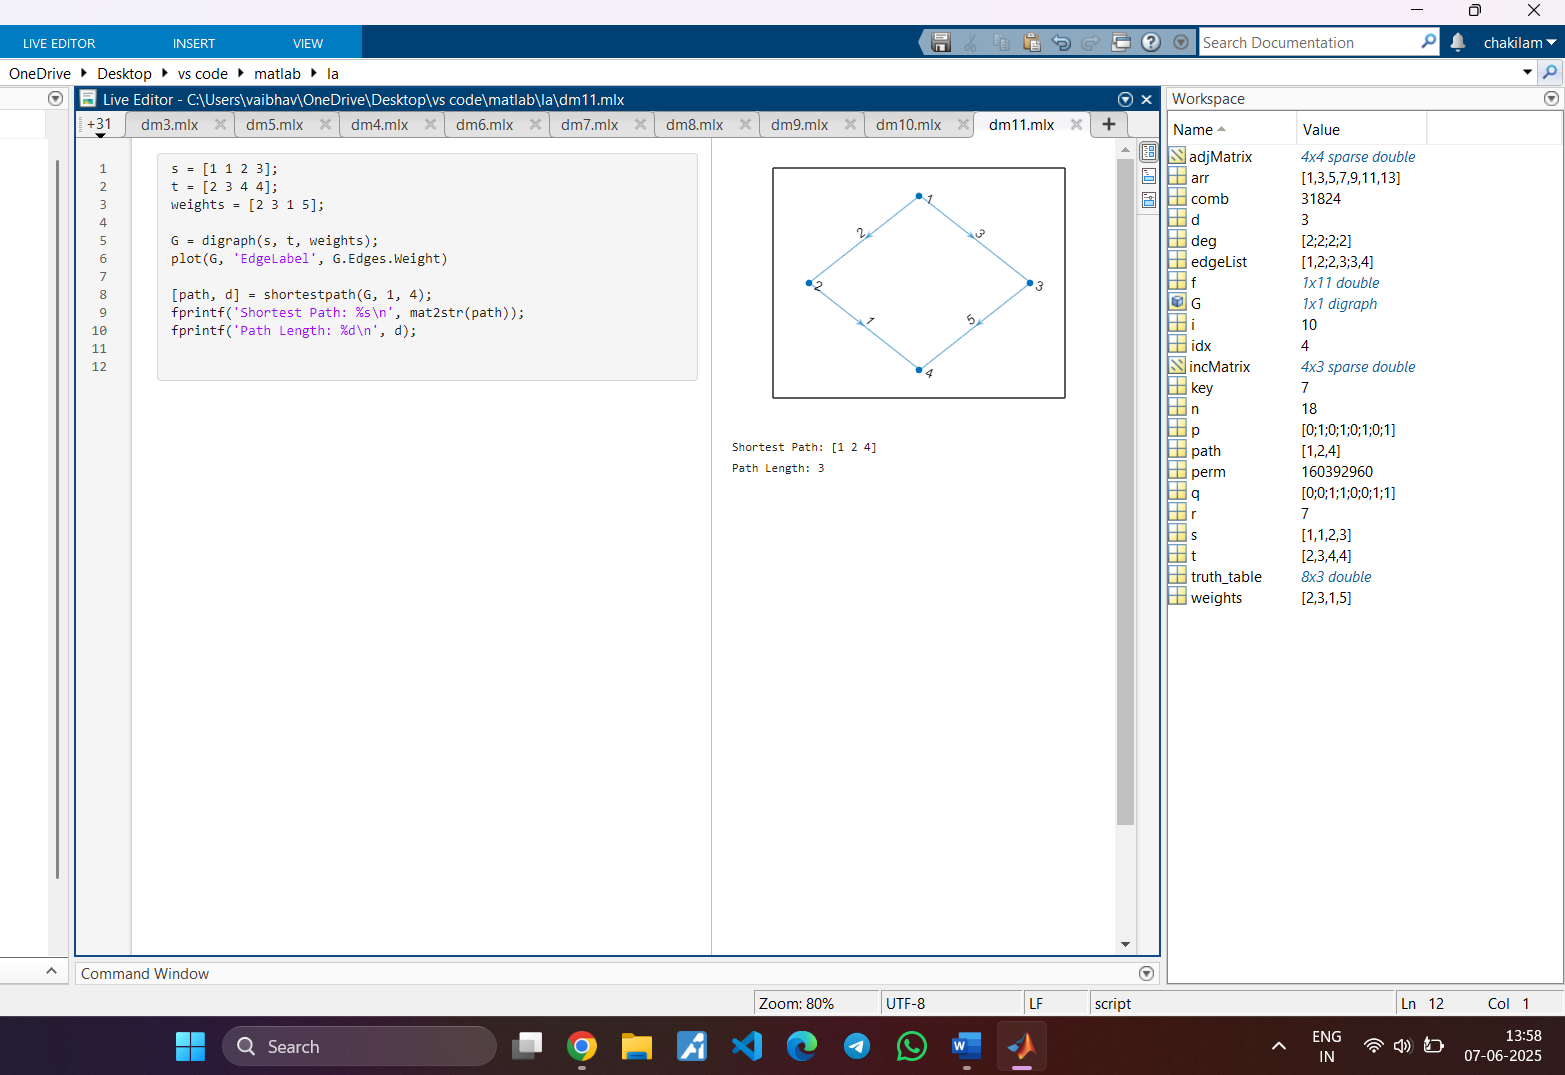 LIVE EDITOR INSERT VIEW
Search Documentation
chakilam
OneDrive Desktop vs code matlab la
Live Editor - C:\Users\vaibhav\OneDrive\Desktop\vs code\matlab\la\dm11.mlx
+31 dm3.mlx dm5.mlx dm4.mlx dm6.mlx dm7.mlx dm8.mlx dm9.mlx dm10.mlx dm11.mlx
1 s = [1 1 2 3];
2 t = [2 3 4 4];
3 weights = [2 3 1 5];
4
5 G = digraph(s, t, weights);
6 plot(G, 'EdgeLabel', G.Edges.Weight)
7
8 [path, d] = shortestpath(G, 1, 4);
9 fprintf('Shortest Path: %s\n', mat2str(path));
10 fprintf('Path Length: %d\n', d);
11
12
1
2 3
2 3
1 5
4
Shortest Path: [1 2 4]
Path Length: 3
Workspace
Name Value
adjMatrix 4x4 sparse double
arr [1,3,5,7,9,11,13]
comb 31824
d 3
deg [2;2;2;2]
edgeList [1,2;2,3;3,4]
f 1x11 double
G 1x1 digraph
i 10
idx 4
incMatrix 4x3 sparse double
key 7
n 18
p [0;1;0;1;0;1;0;1]
path [1,2,4]
perm 160392960
q [0;0;1;1;0;0;1;1]
r 7
s [1,1,2,3]
t [2,3,4,4]
truth_table 8x3 double
weights [2,3,1,5]
Command Window
Zoom: 80% UTF-8 LF script Ln 12 Col 1
Search
W
ENG
IN
13:58
07-06-2025